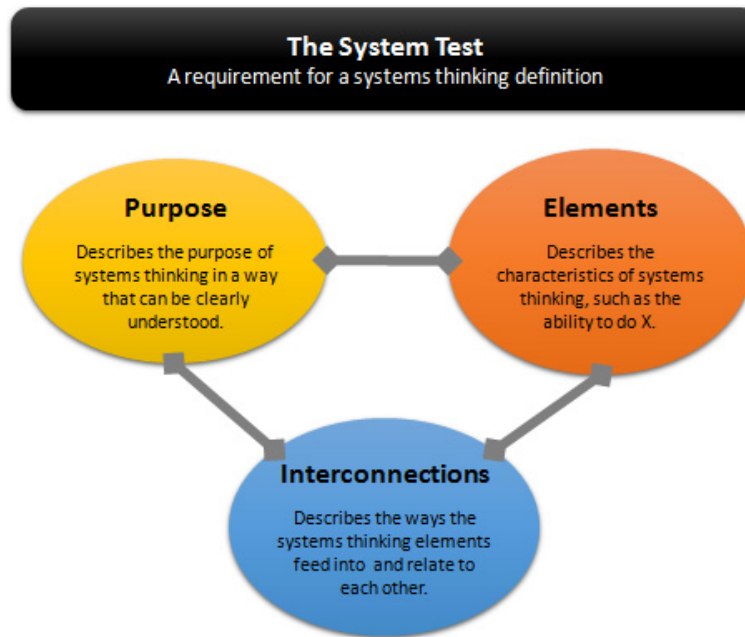 The System Test
A requirement for a systems thinking definition
Purpose
Describes the purpose of
systems thinking in a way
that can be clearly
understood.
Elements
Describes the
characteristics of systems
thinking, such as the
ability to do X.
Interconnections
Describes the ways the
systems thinking elements
feed into  and relate to
each other.